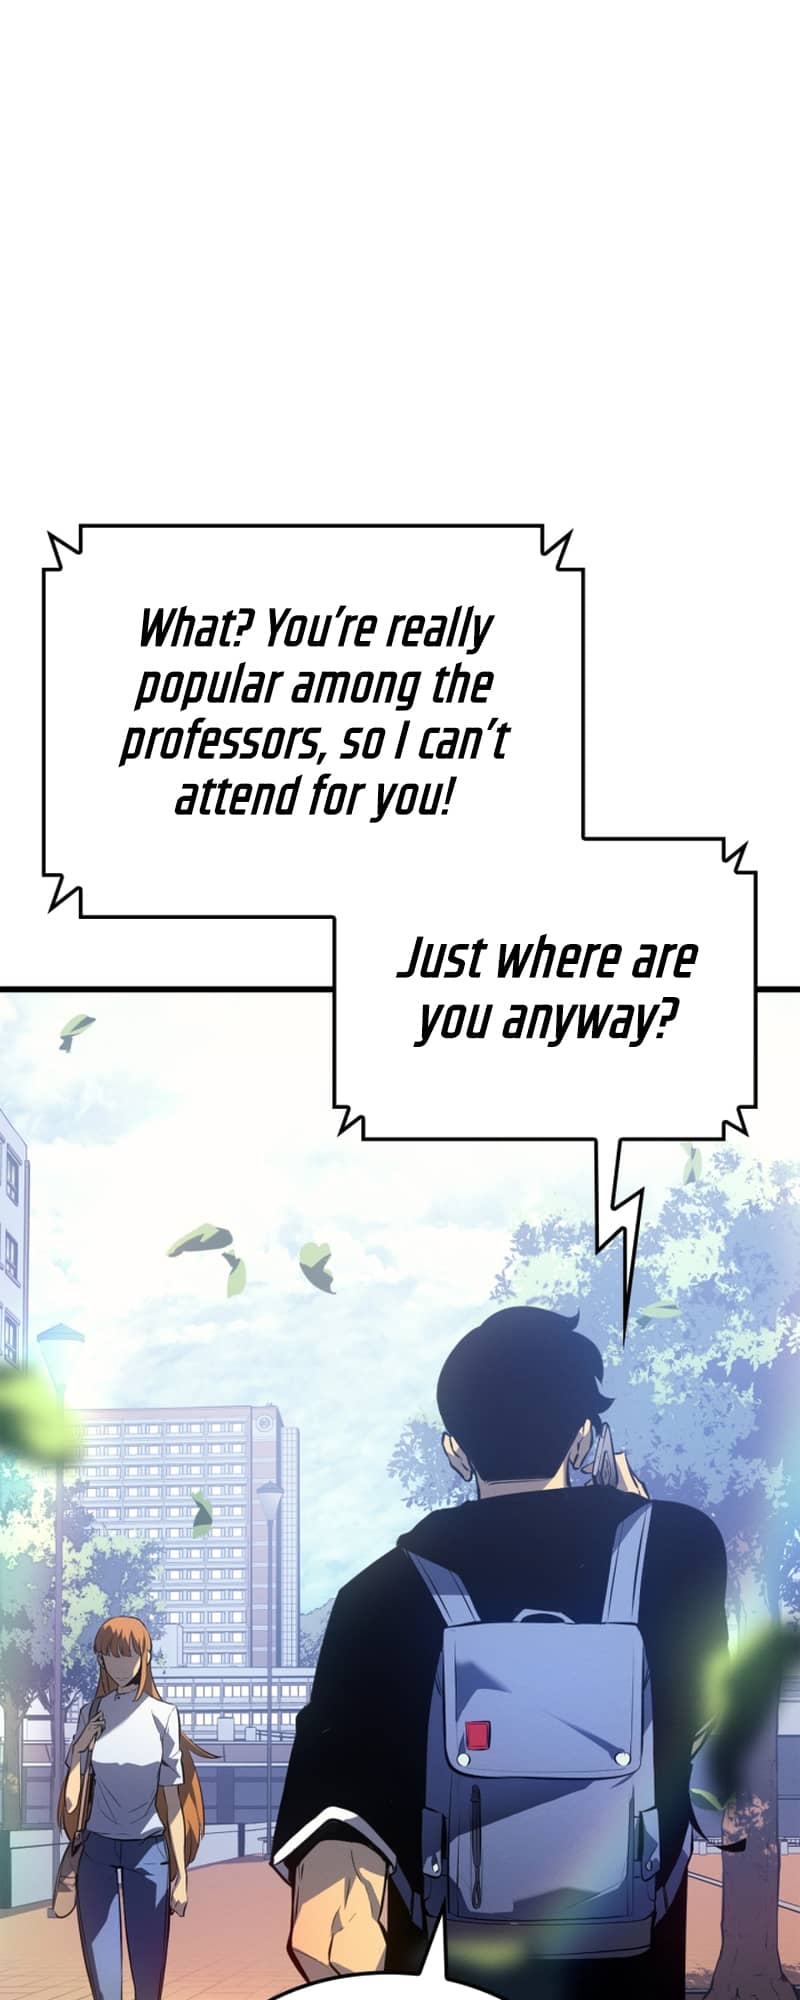 What? You're really
popular among the
professors, so I can't
attend for you!
Just where are
you anyway?